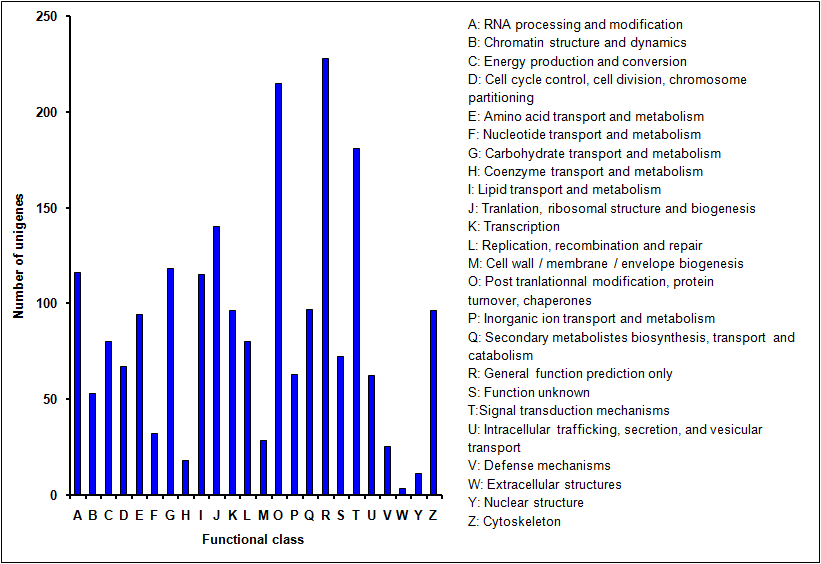 250
200
150
100
50
0
Number of unigenes
A B C D E F G H I J K L M O P Q R S T U V W Y Z
Functional class
A: RNA processing and modification
B: Chromatin structure and dynamics
C: Energy production and conversion
D: Cell cycle control, cell division, chromosome
partitioning
E: Amino acid transport and metabolism
F: Nucleotide transport and metabolism
G: Carbohydrate transport and metabolism
H: Coenzyme transport and metabolism
I: Lipid transport and metabolism
J: Tranlation, ribosomal structure and biogenesis
K: Transcription
L: Replication, recombination and repair
M: Cell wall / membrane / envelope biogenesis
O: Post tranlationnal modification, protein
turnover, chaperones
P: Inorganic ion transport and metabolism
Q: Secondary metabolistes biosynthesis, transport and
catabolism
R: General function prediction only
S: Function unknown
T:Signal transduction mechanisms
U: Intracellular trafficking, secretion, and vesicular
transport
V: Defense mechanisms
W: Extracellular structures
Y: Nuclear structure
Z: Cytoskeleton